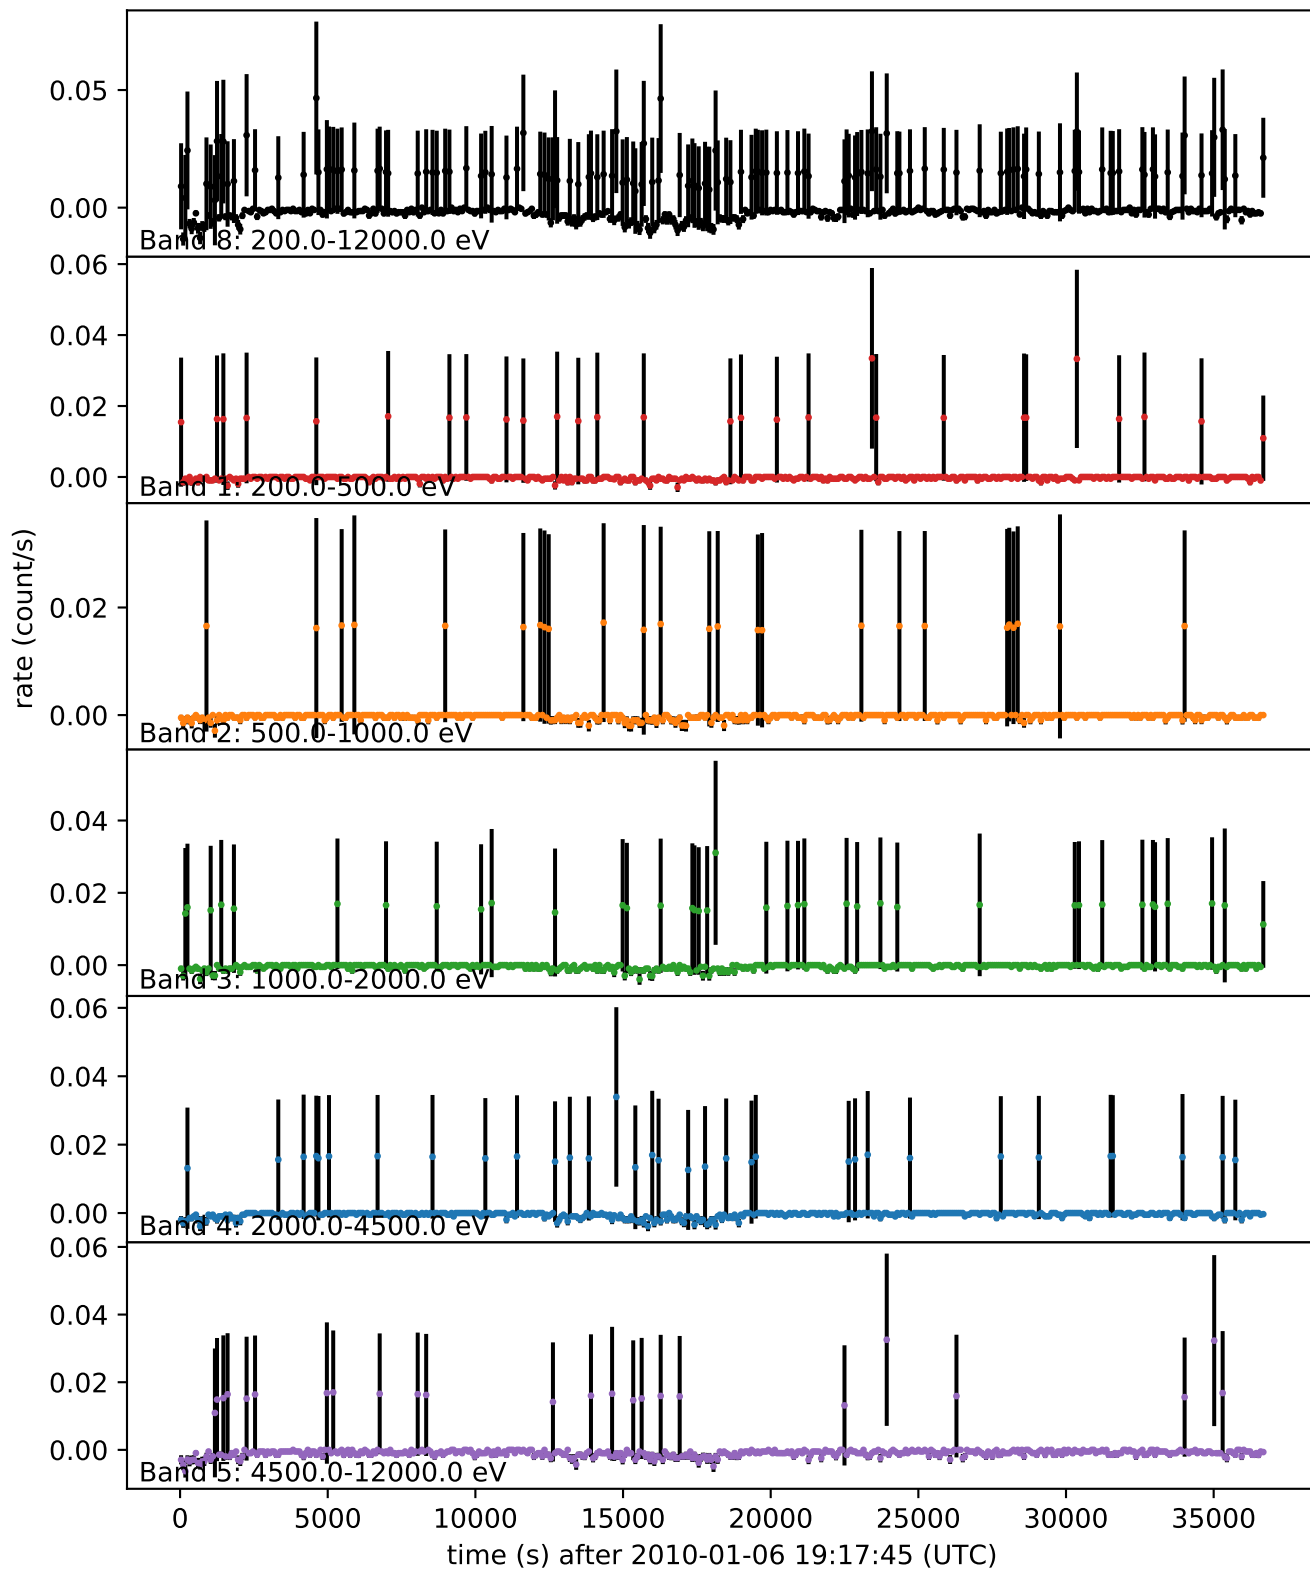 0.05
0.00
Band 8: 200.0-12000.0 eV
0.06
0.04
0.02
0.00
Band 1: 200.0-500.0 eV
rate (count/s)
0.02
0.00
Band 2: 500.0-1000.0 eV
0.04
0.02
0.00
Band 3: 1000.0-2000.0 eV
0.06
0.04
0.02
0.00
Band 4: 2000.0-4500.0 eV
0.06
0.04
0.02
0.00
Band 5: 4500.0-12000.0 eV
0 5000 10000 15000 20000 25000 30000 35000
time (s) after 2010-01-06 19:17:45 (UTC)